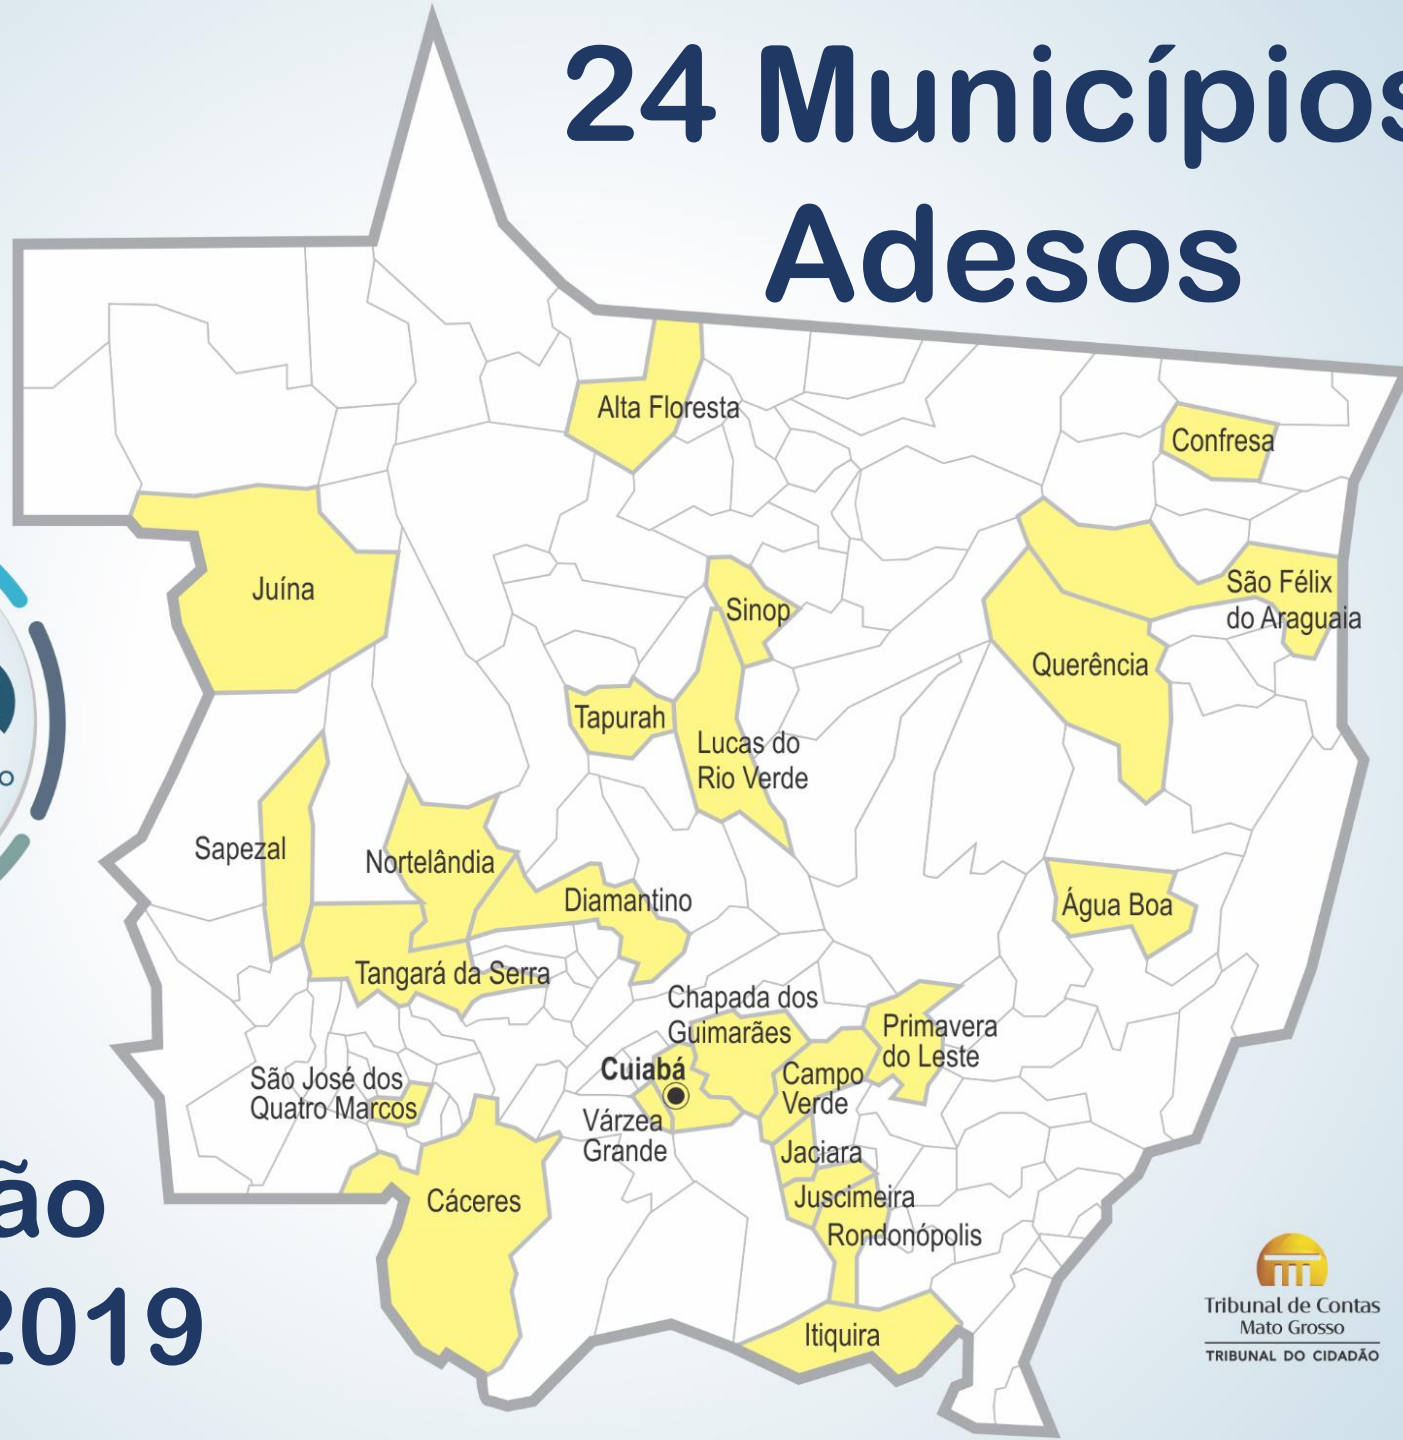 24 Municípios
Adesos
Alta Floresta
Confresa
Juína
Sinop
São Félix
do Araguaia
Querência
Tapurah
Lucas do
Rio Verde
Sapezal
Nortelândia
Diamantino
Água Boa
Tangará da Serra
Chapada dos
Guimarães
Primavera
do Leste
Cuiabá
Campo
Verde
São José dos
Quatro Marcos
Várzea
Grande
Jaciara
Cáceres
Juscimeira
Rondonópolis
Itiquira
ão
2019
Tribunal de Contas
Mato Grosso
TRIBUNAL DO CIDADÃO